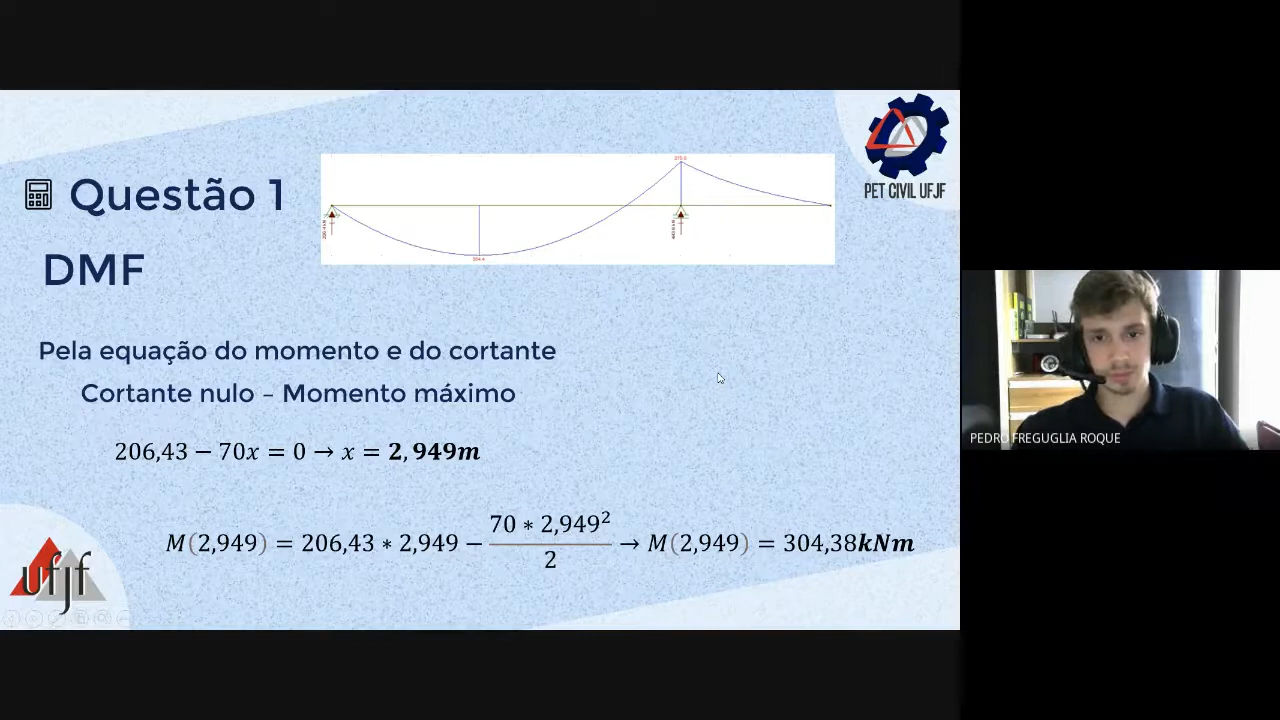 Questão 1
DMF
304.4
PET CIVIL UFJF
Pela equação do momento e do cortante
Cortante nulo – Momento máximo
206,43 − 70𝑥 = 0 → 𝑥 = 2,949m
M(2,949) = 206,43 * 2,949 − (70 * 2,949²)/2 → M(2,949) = 304,38kNm
ufjf
PEDRO FREGUGLIA ROQUE